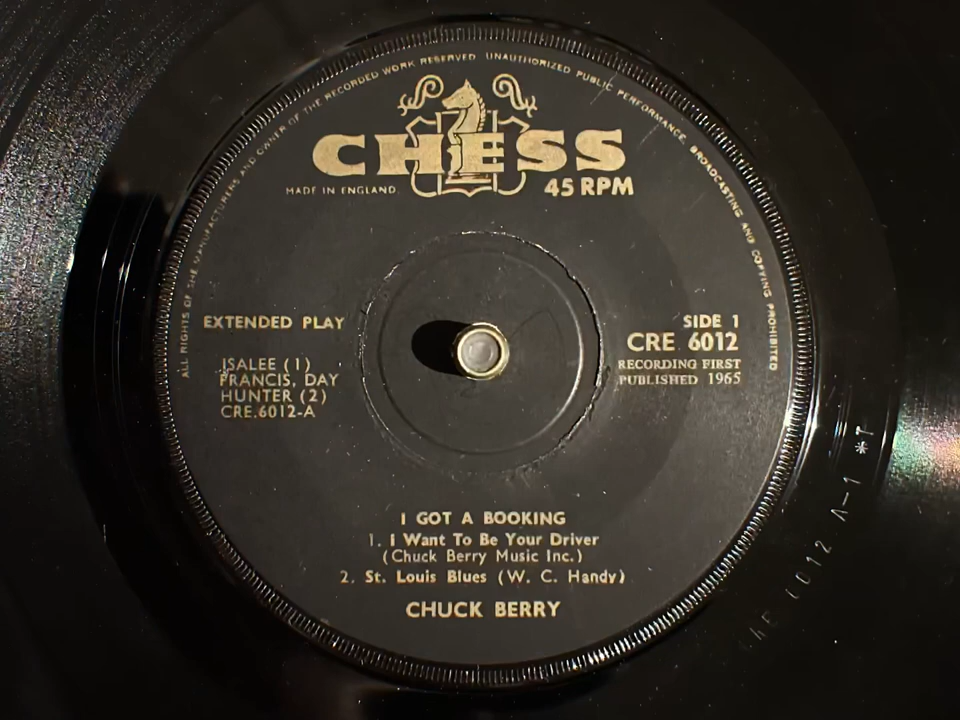 ALL RIGHTS OF THE MANUFACTURERS AND OWNER OF THE RECORDED WORK RESERVED. UNAUTHORIZED PUBLIC PERFORMANCE, BROADCASTING AND COPYING PROHIBITED
CHESS
MADE IN ENGLAND.
45 RPM
EXTENDED PLAY
ISALEE (1)
FRANCIS, DAY
HUNTER (2)
CRE.6012-A
SIDE 1
CRE 6012
RECORDING FIRST
PUBLISHED 1965
I GOT A BOOKING
1. I Want To Be Your Driver
(Chuck Berry Music Inc.)
2. St. Louis Blues (W. C. Handy)
CHUCK BERRY
A-1 *T